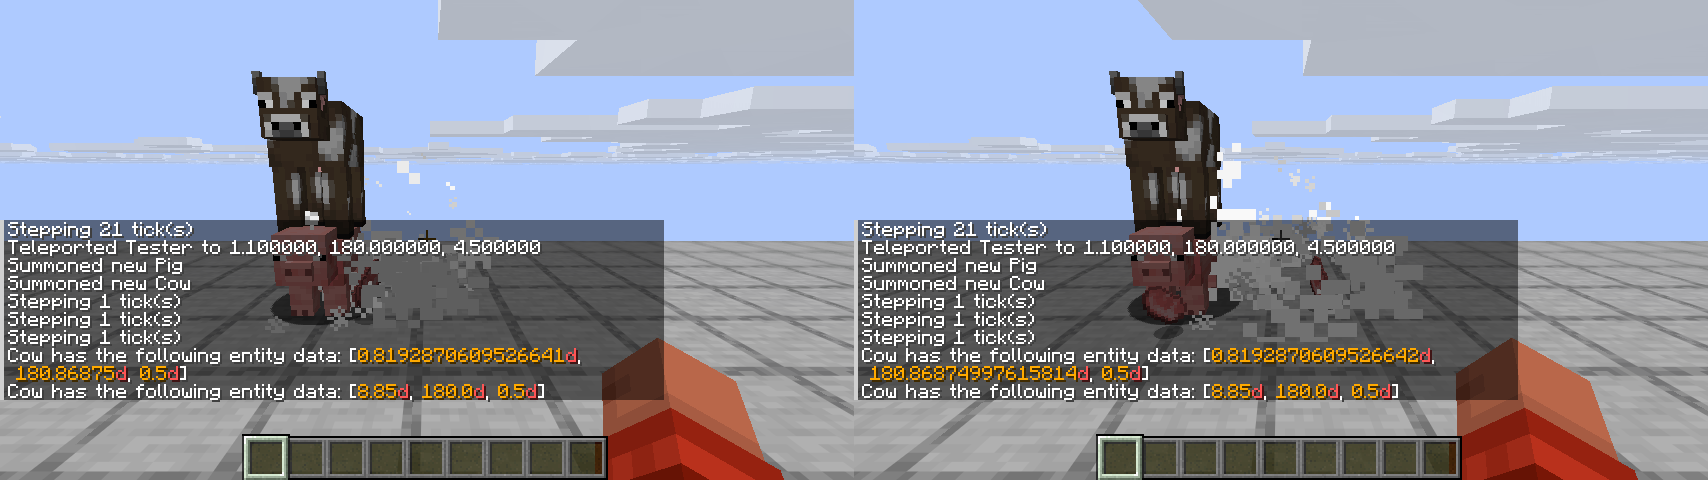 Stepping 21 tick(s)
Teleported Tester to 1.100000, 180.000000, 4.500000
Summoned new Pig
Summoned new Cow
Stepping 1 tick(s)
Stepping 1 tick(s)
Stepping 1 tick(s)
Cow has the following entity data: [0.8192870609526641d,
180.86875d, 0.5d]
Cow has the following entity data: [8.85d, 180.0d, 0.5d]
Stepping 21 tick(s)
Teleported Tester to 1.100000, 180.000000, 4.500000
Summoned new Pig
Summoned new Cow
Stepping 1 tick(s)
Stepping 1 tick(s)
Stepping 1 tick(s)
Cow has the following entity data: [0.8192870609526642d,
180.86874997615814d, 0.5d]
Cow has the following entity data: [8.85d, 180.0d, 0.5d]